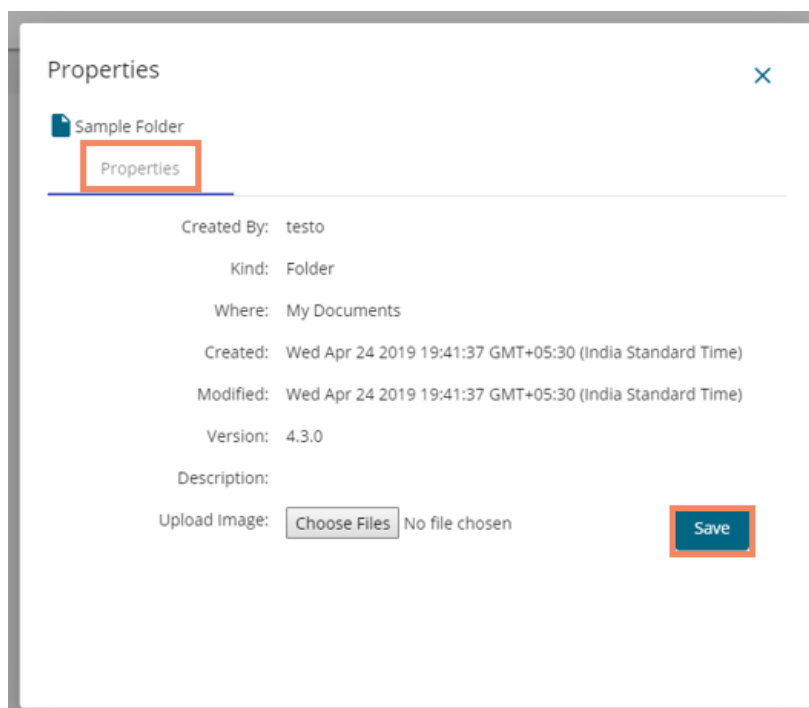 Properties
Sample Folder
Properties
Created By: testo
Kind: Folder
Where: My Documents
Created: Wed Apr 24 2019 19:41:37 GMT+05:30 (India Standard Time)
Modified: Wed Apr 24 2019 19:41:37 GMT+05:30 (India Standard Time)
Version: 4.3.0
Description:
Upload Image: Choose Files No file chosen Save